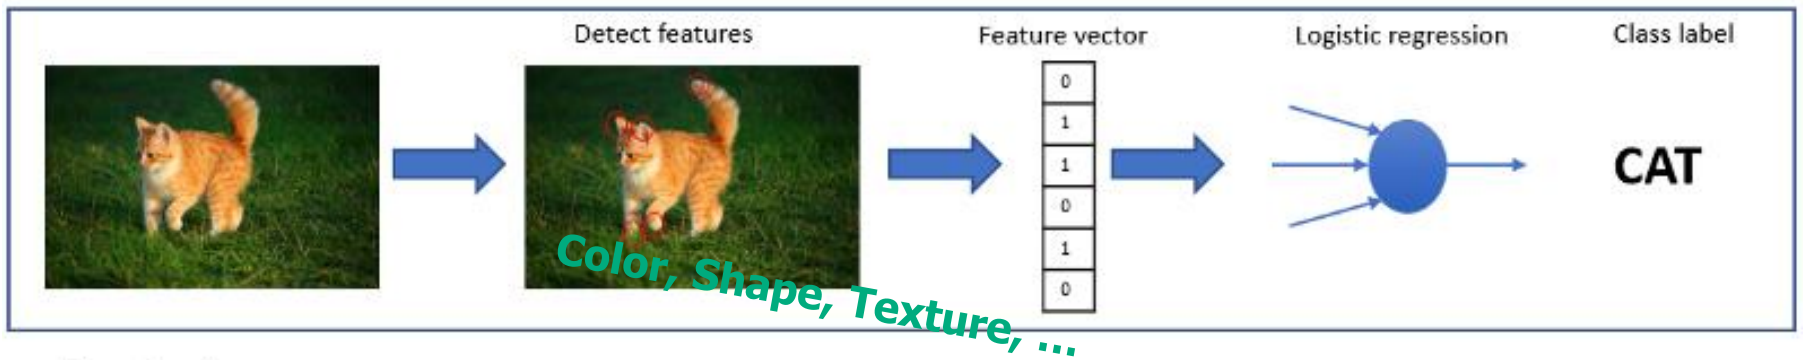 Detect features
Feature vector
Logistic regression
Class label
0
1
1
0
1
0
CAT
Color, Shape, Texture, ...